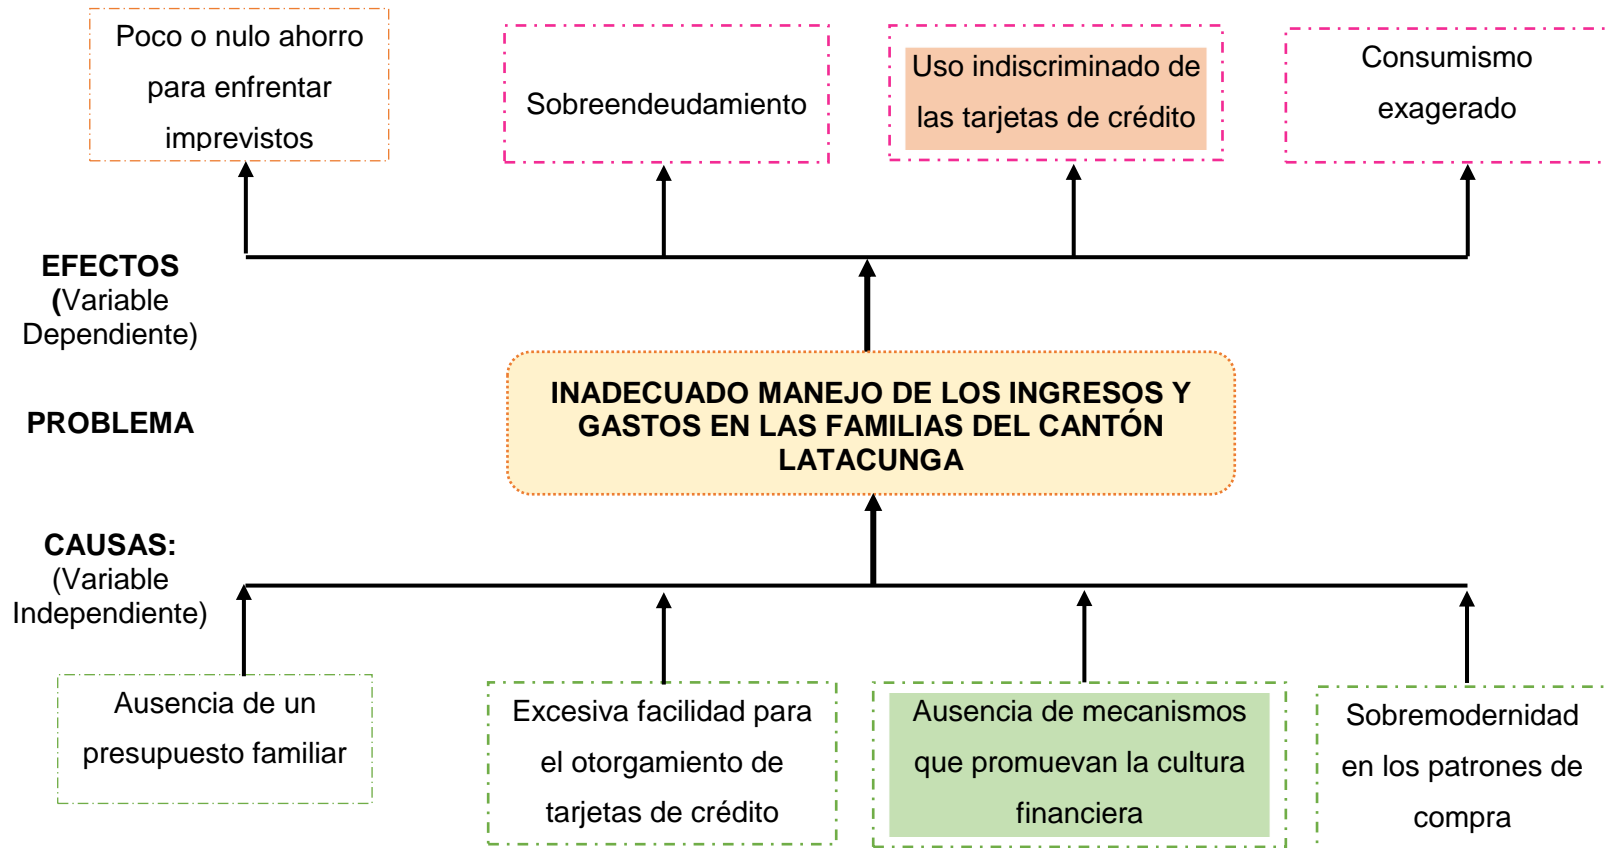 Poco o nulo ahorro
para enfrentar
imprevistos
Sobreendeudamiento
Uso indiscriminado de
las tarjetas de crédito
Consumismo
exagerado
EFECTOS
(Variable
Dependiente)
PROBLEMA
INADECUADO MANEJO DE LOS INGRESOS Y
GASTOS EN LAS FAMILIAS DEL CANTÓN
LATACUNGA
CAUSAS:
(Variable
Independiente)
Ausencia de un
presupuesto familiar
Excesiva facilidad para
el otorgamiento de
tarjetas de crédito
Ausencia de mecanismos
que promuevan la cultura
financiera
Sobremodernidad
en los patrones de
compra